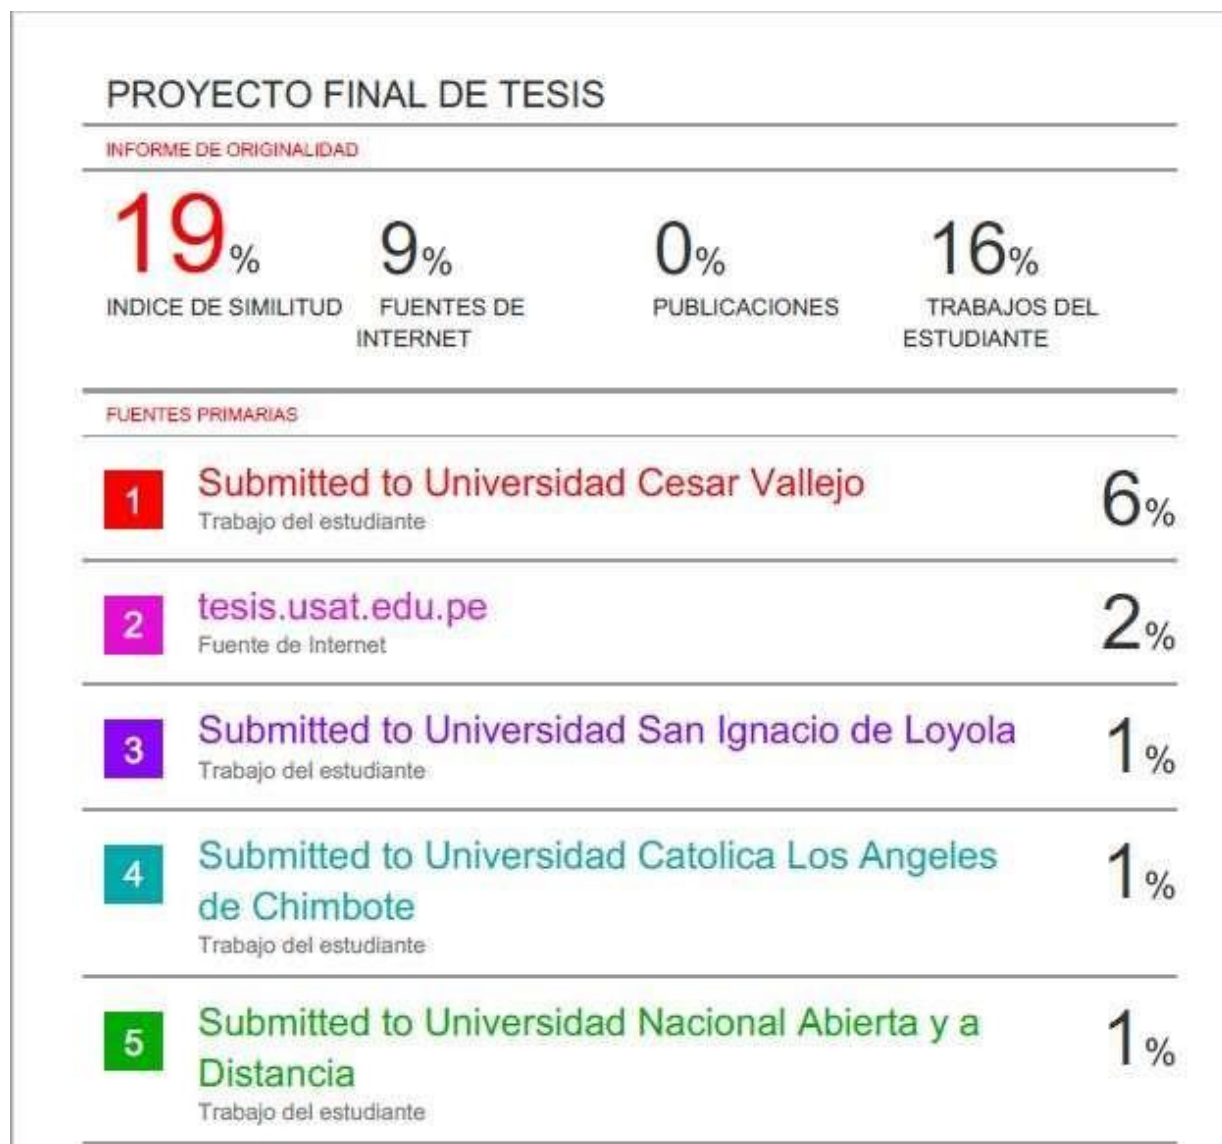 PROYECTO FINAL DE TESIS
INFORME DE ORIGINALIDAD
19% 9% 0% 16%
INDICE DE SIMILITUD FUENTES DE PUBLICACIONES TRABAJOS DEL
INTERNET ESTUDIANTE
FUENTES PRIMARIAS
1 Submitted to Universidad Cesar Vallejo 6%
Trabajo del estudiante
2 tesis.usat.edu.pe 2%
Fuente de Internet
3 Submitted to Universidad San Ignacio de Loyola 1%
Trabajo del estudiante
4 Submitted to Universidad Catolica Los Angeles 1%
de Chimbote
Trabajo del estudiante
5 Submitted to Universidad Nacional Abierta y a 1%
Distancia
Trabajo del estudiante